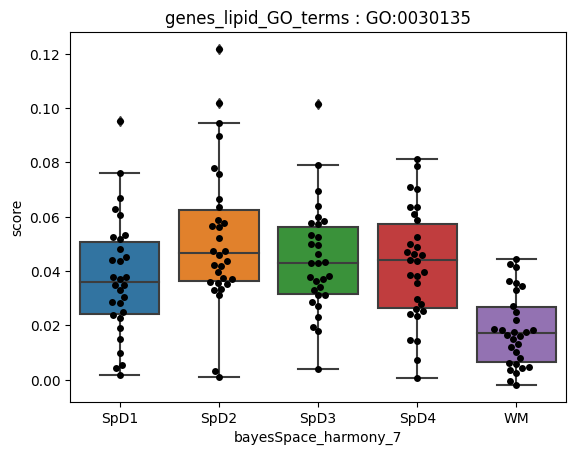 genes_lipid_GO_terms : GO:0030135
0.12
0.10
0.08
0.06
0.04
0.02
0.00
score
SpD1 SpD2 SpD3 SpD4 WM
bayesSpace_harmony_7